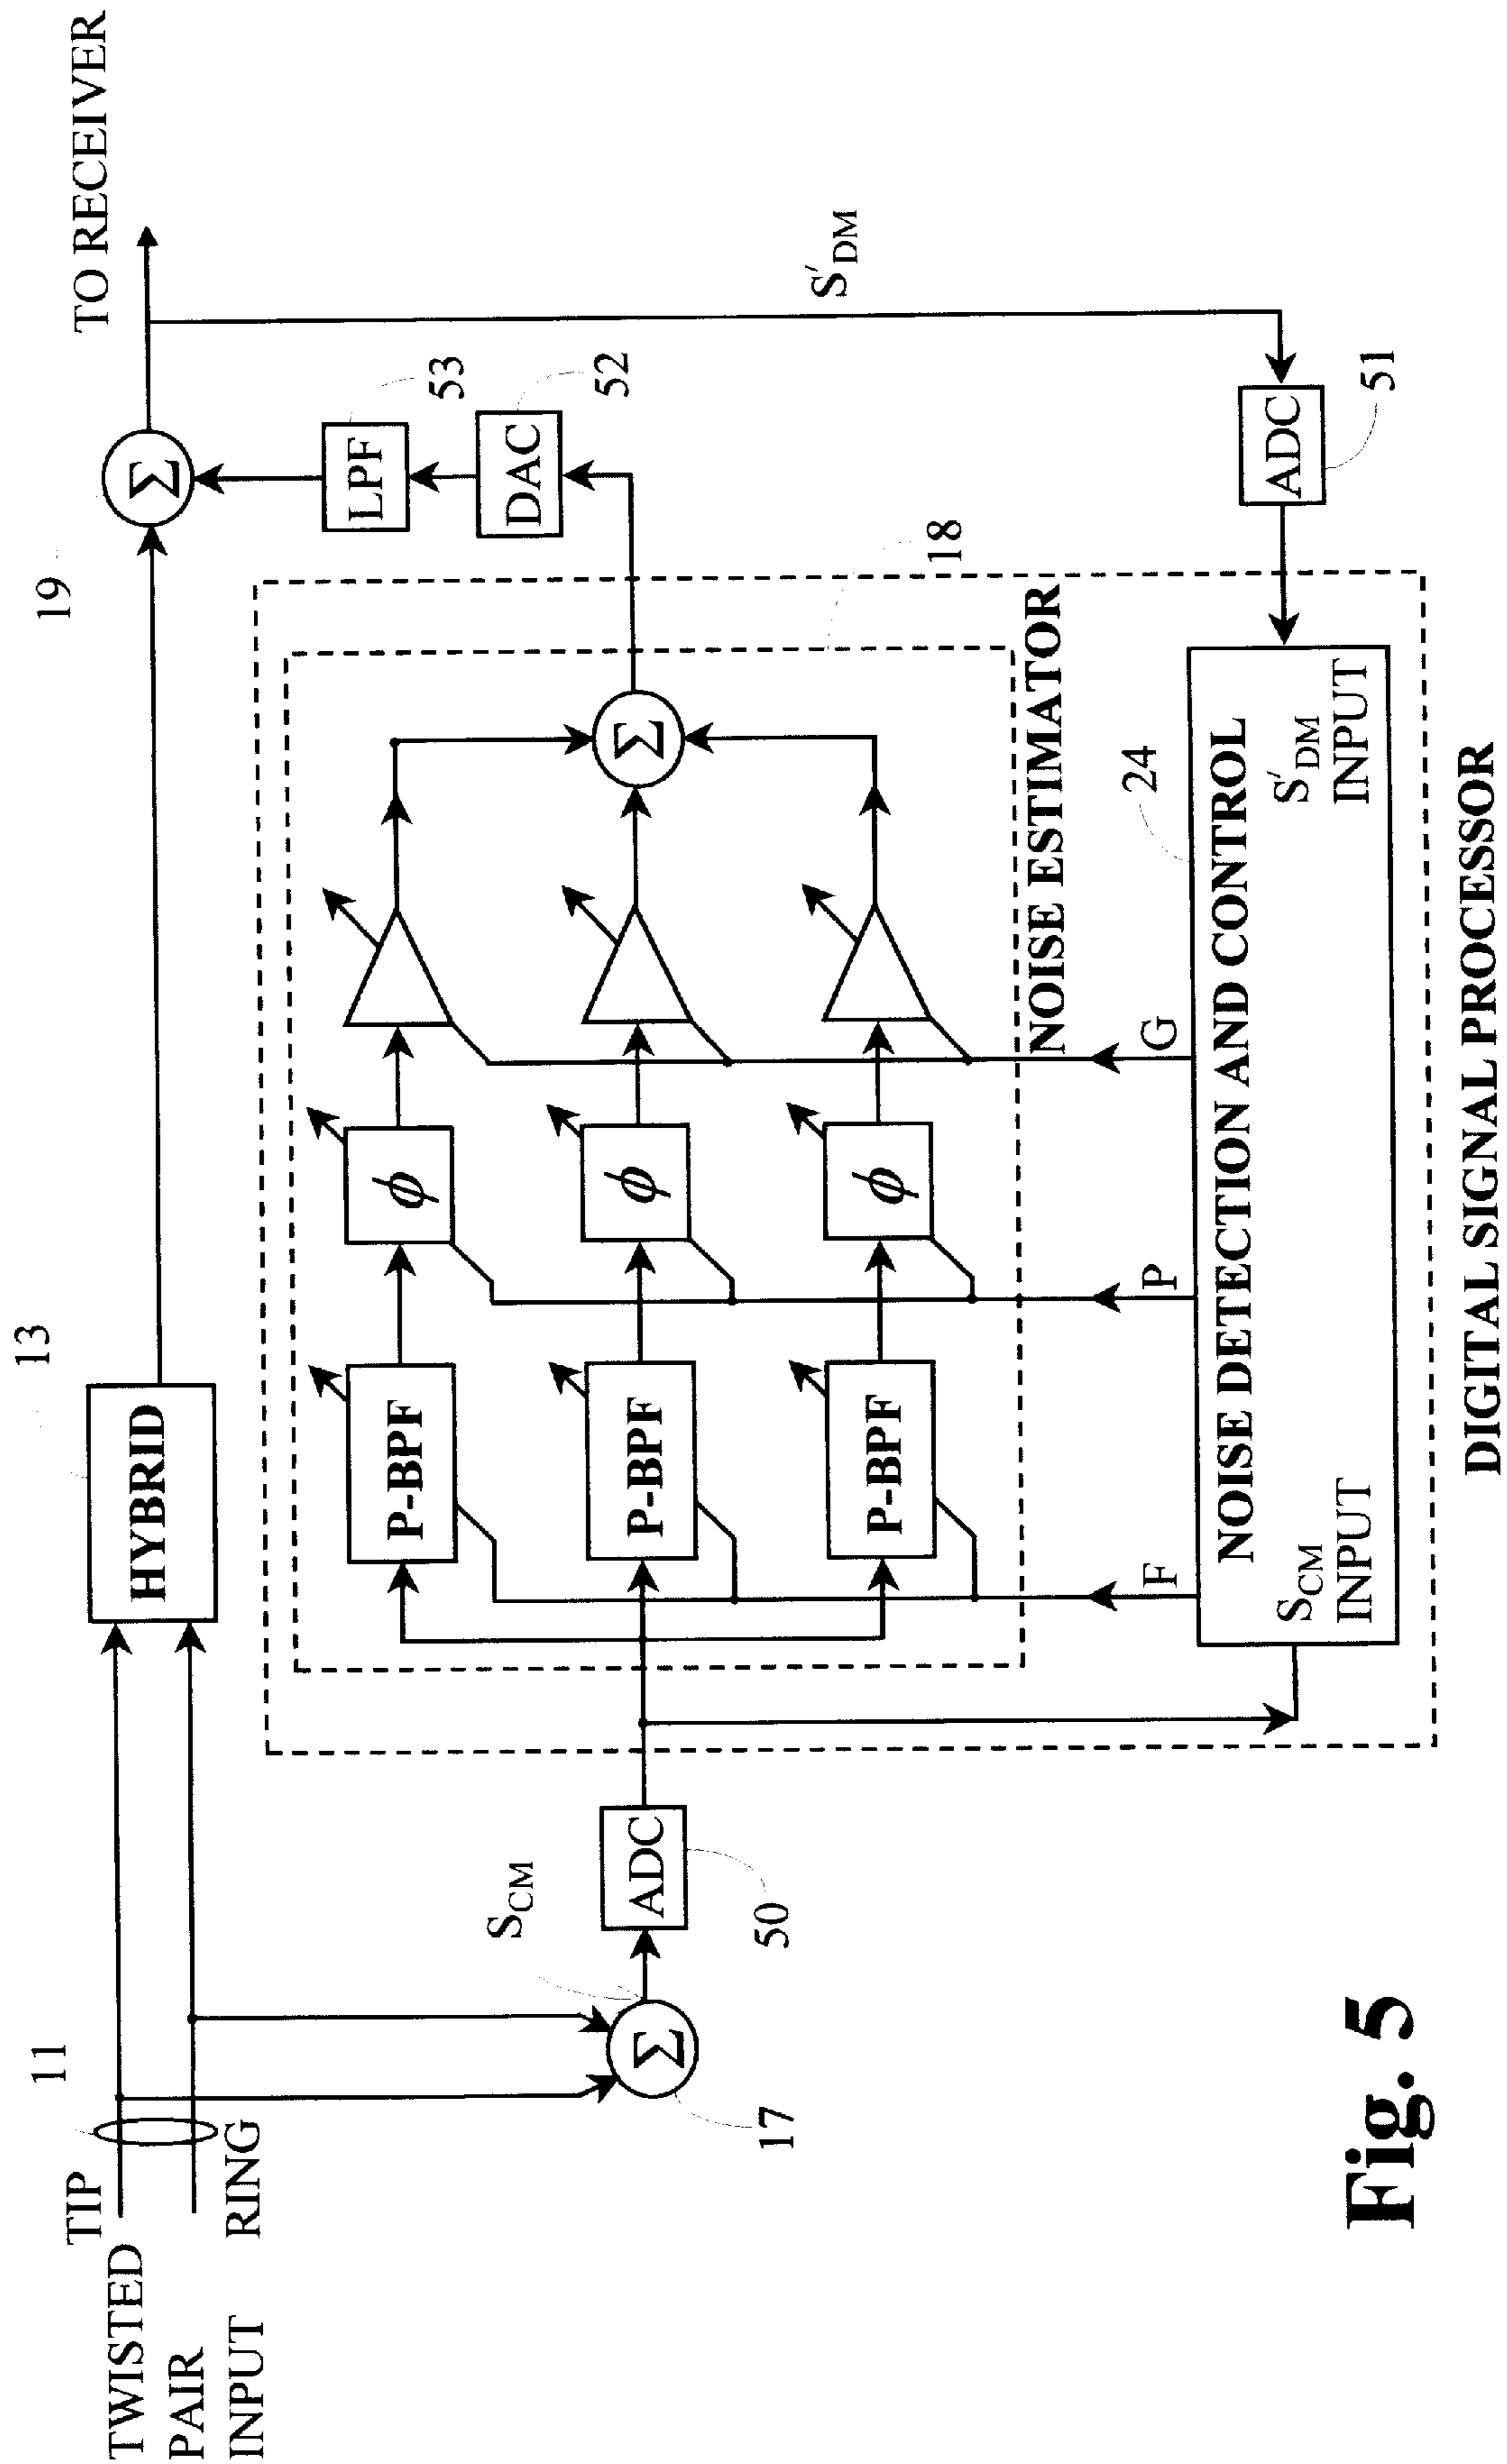 TWISTED
PAIR
INPUT
TIP
RING
11
13
HYBRID
19
Σ
TO RECEIVER
S'DM
17
Σ
SCM
50
ADC
P-BPF
ϕ
P-BPF
ϕ
P-BPF
ϕ
Σ
18
NOISE ESTIMATOR
53
LPF
52
DAC
F
P
G
24
NOISE DETECTION AND CONTROL
SCM
INPUT
S'DM
INPUT
ADC
51
DIGITAL SIGNAL PROCESSOR
Fig. 5